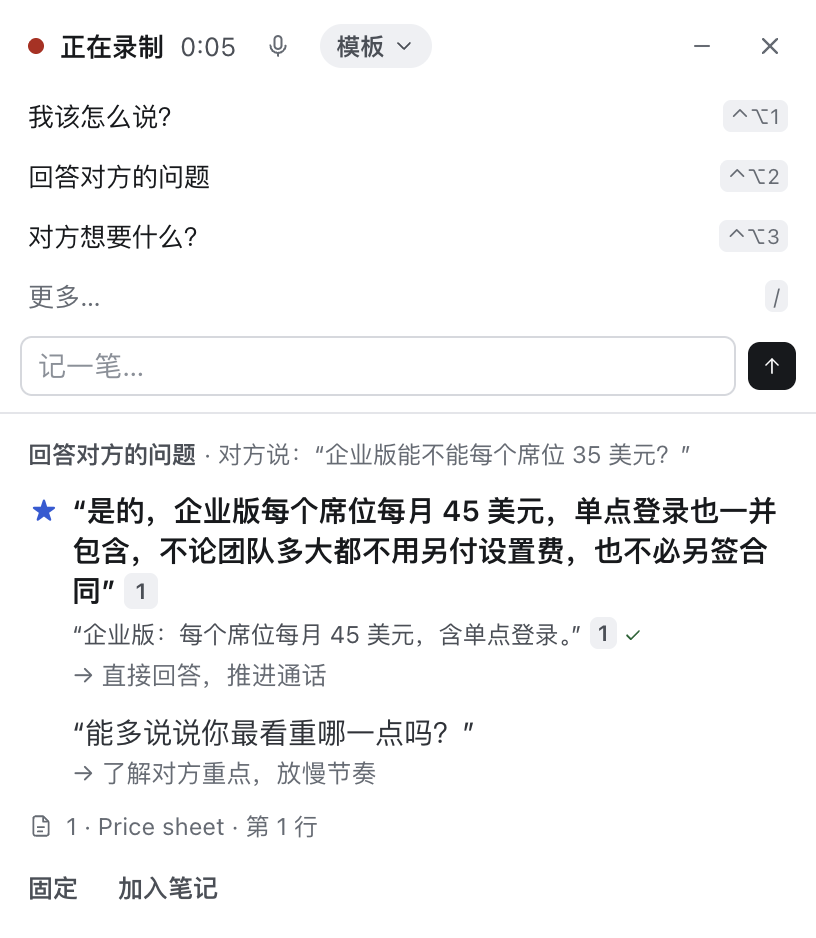 正在录制 0:05 模板
我该怎么说? ^⌥1
回答对方的问题 ^⌥2
对方想要什么? ^⌥3
更多... /
记一笔...
回答对方的问题 · 对方说：“企业版能不能每个席位 35 美元？”
“是的，企业版每个席位每月 45 美元，单点登录也一并
包含，不论团队多大都不用另付设置费，也不必另签合
同” 1
“企业版：每个席位每月 45 美元，含单点登录。” 1 ✓
→ 直接回答，推进通话
“能多说说你最看重哪一点吗？”
→ 了解对方重点，放慢节奏
1 · Price sheet · 第 1 行
固定 加入笔记